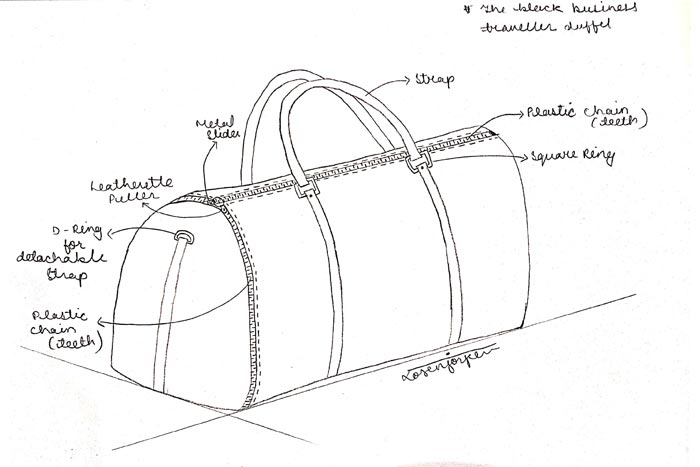 * The black business
traveller duffel
Strap
Metal
Slider
Plastic Chain
(teeth)
Square Ring
Leatherette
Puller
D-Ring
for
detachable
Strap
Plastic
chain
(teeth)